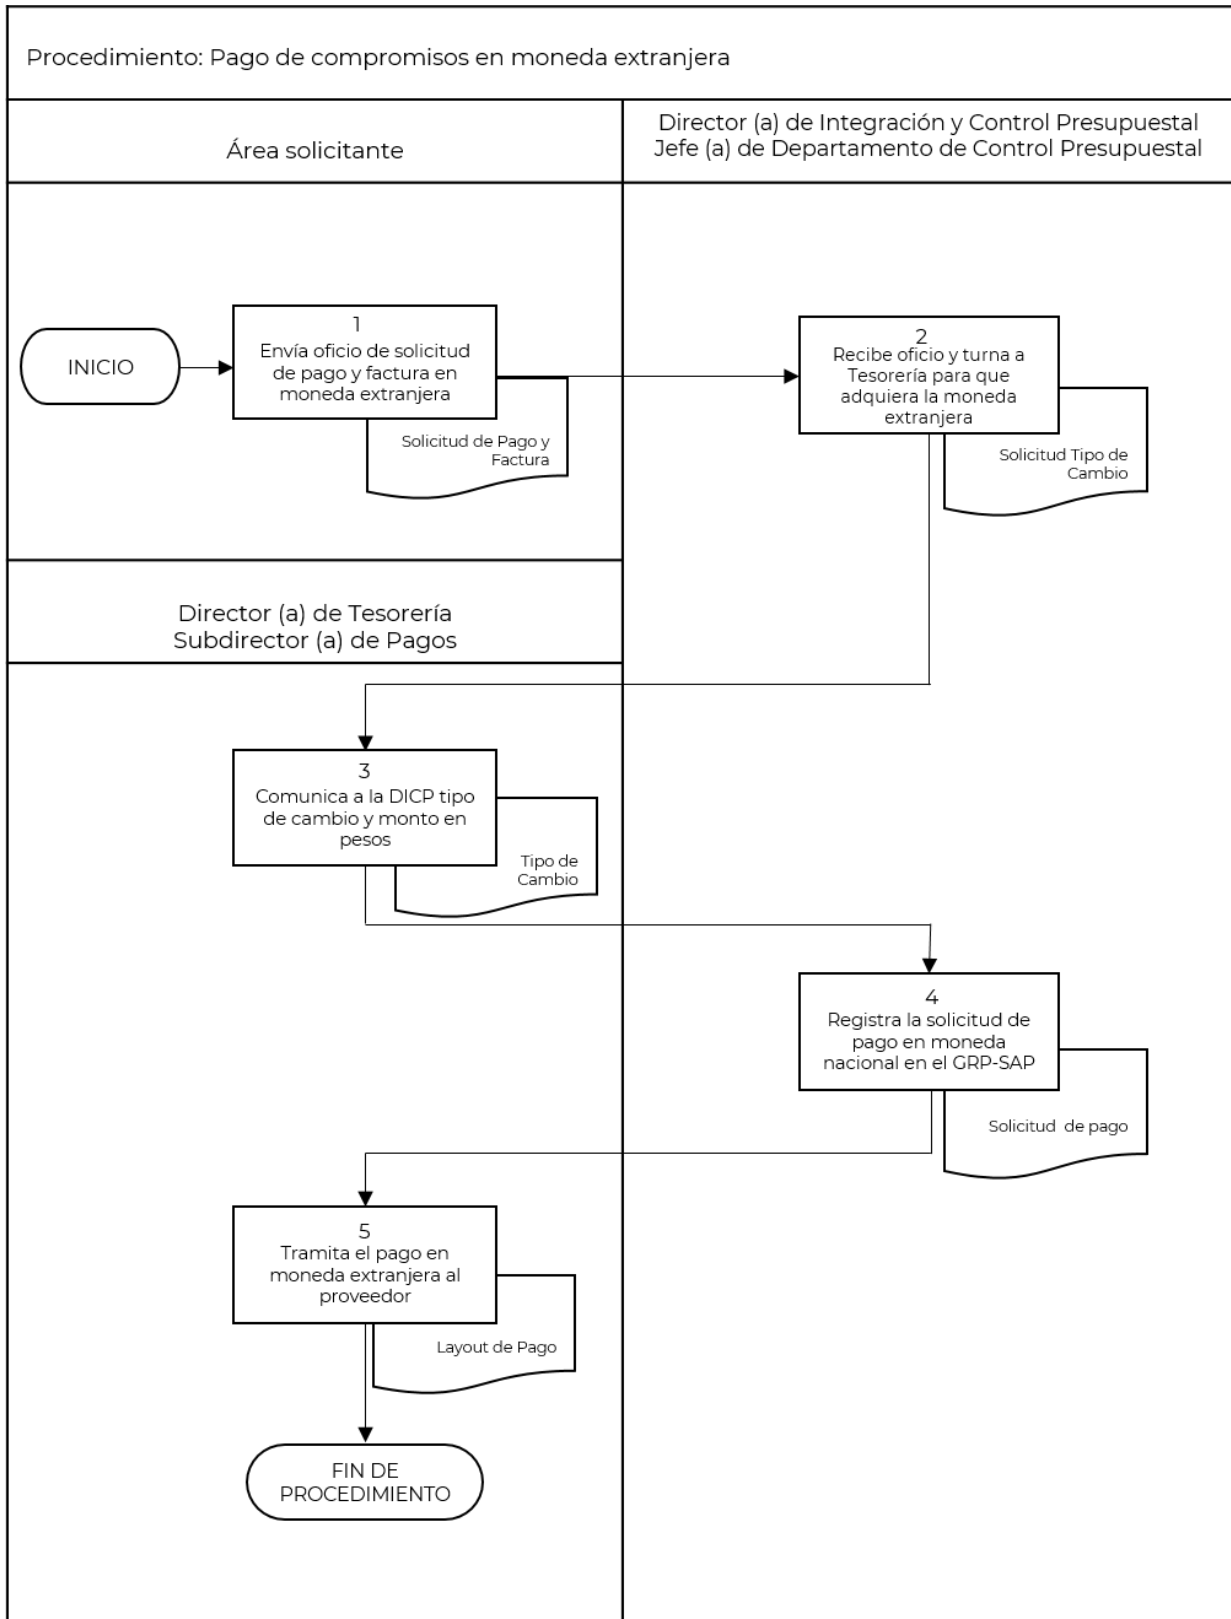 Procedimiento: Pago de compromisos en moneda extranjera
Área solicitante
Director (a) de Integración y Control Presupuestal
Jefe (a) de Departamento de Control Presupuestal
INICIO
1
Envía oficio de solicitud
de pago y factura en
moneda extranjera
Solicitud de Pago y
Factura
2
Recibe oficio y turna a
Tesorería para que
adquiera la moneda
extranjera
Solicitud Tipo de
Cambio
Director (a) de Tesorería
Subdirector (a) de Pagos
3
Comunica a la DICP tipo
de cambio y monto en
pesos
Tipo de
Cambio
4
Registra la solicitud de
pago en moneda
nacional en el GRP-SAP
Solicitud de pago
5
Tramita el pago en
moneda extranjera al
proveedor
Layout de Pago
FIN DE
PROCEDIMIENTO